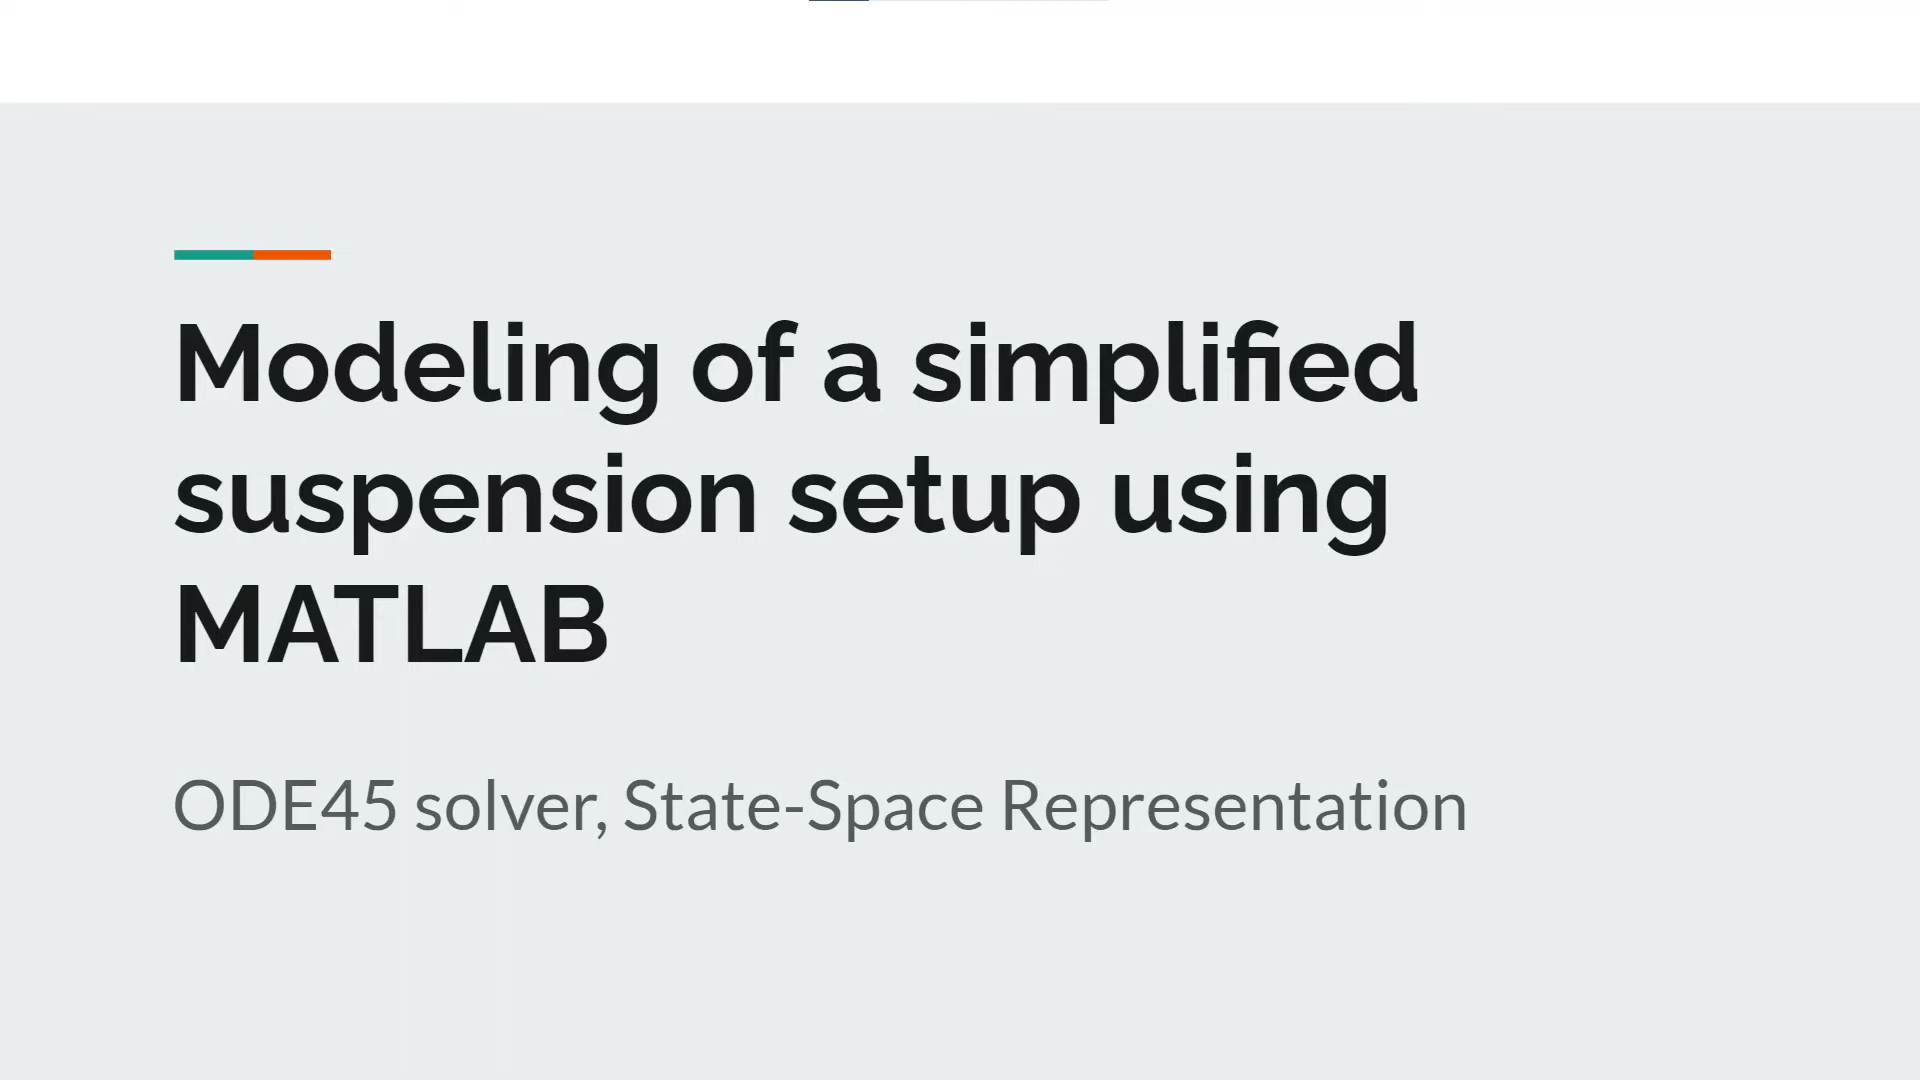 Modeling of a simplified
suspension setup using
MATLAB
ODE45 solver, State-Space Representation